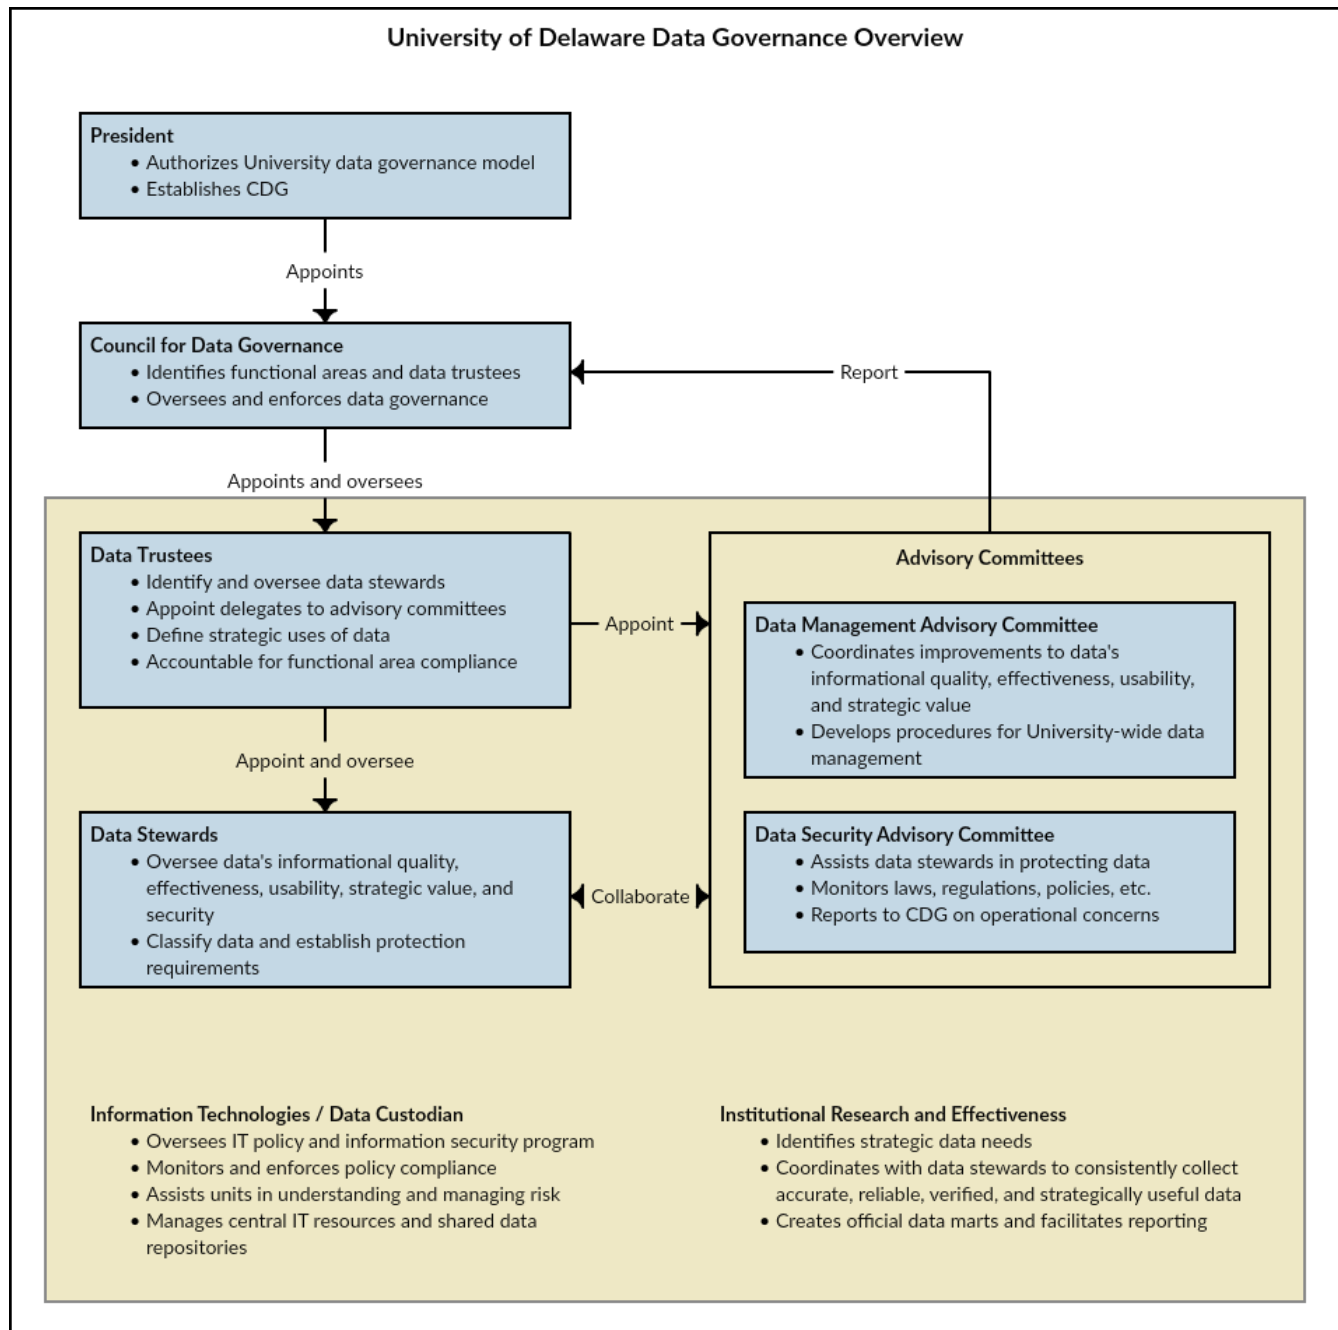 University of Delaware Data Governance Overview
President
• Authorizes University data governance model
• Establishes CDG
Appoints
Council for Data Governance
• Identifies functional areas and data trustees
• Oversees and enforces data governance
Report
Appoints and oversees
Data Trustees
• Identify and oversee data stewards
• Appoint delegates to advisory committees
• Define strategic uses of data
• Accountable for functional area compliance
Appoint
Advisory Committees
Data Management Advisory Committee
• Coordinates improvements to data's
informational quality, effectiveness, usability,
and strategic value
• Develops procedures for University-wide data
management
Appoint and oversee
Data Stewards
• Oversee data's informational quality,
effectiveness, usability, strategic value, and
security
• Classify data and establish protection
requirements
Collaborate
Data Security Advisory Committee
• Assists data stewards in protecting data
• Monitors laws, regulations, policies, etc.
• Reports to CDG on operational concerns
Information Technologies / Data Custodian
• Oversees IT policy and information security program
• Monitors and enforces policy compliance
• Assists units in understanding and managing risk
• Manages central IT resources and shared data
repositories
Institutional Research and Effectiveness
• Identifies strategic data needs
• Coordinates with data stewards to consistently collect
accurate, reliable, verified, and strategically useful data
• Creates official data marts and facilitates reporting